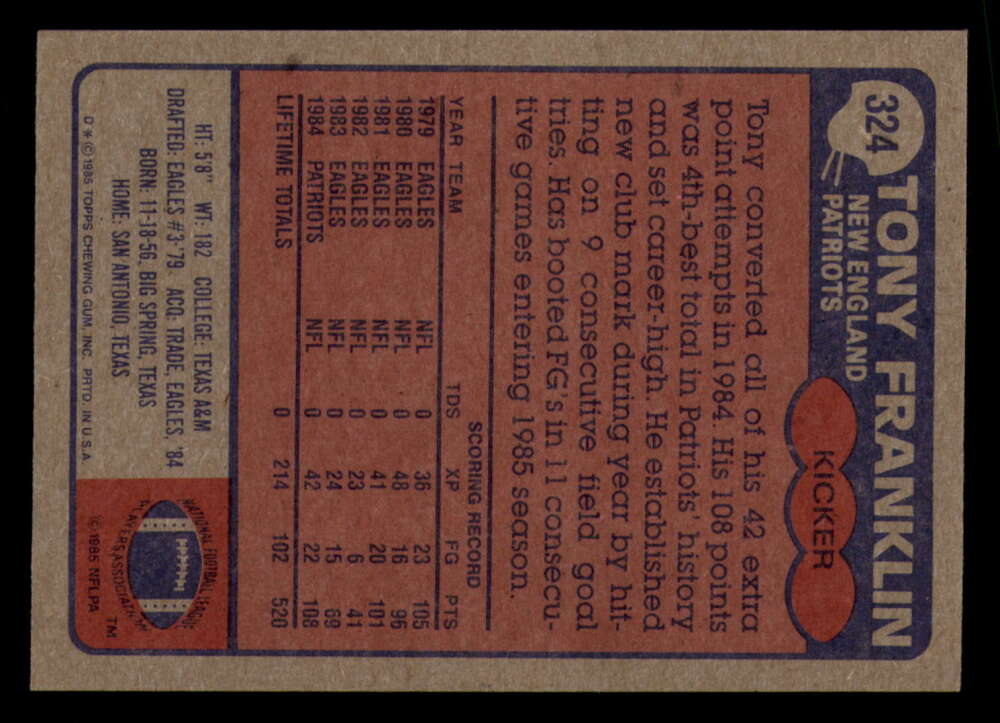 324
TONY FRANKLIN
NEW ENGLAND
PATRIOTS
KICKER
Tony converted all of his 42 extra
point attempts in 1984. His 108 points
was 4th-best total in Patriots' history
and set career-high. He established
new club mark during year by hit-
ting on 9 consecutive field goal
tries. Has booted FG's in 11 consecu-
tive games entering 1985 season.
SCORING RECORD
YEAR TEAM TDS XP FG PTS
1979 EAGLES NFL 0 36 23 105
1980 EAGLES NFL 0 48 16 96
1981 EAGLES NFL 0 41 20 101
1982 EAGLES NFL 0 23 6 41
1983 EAGLES NFL 0 24 15 69
1984 PATRIOTS NFL 0 42 22 108
LIFETIME TOTALS 0 214 102 520
HT: 5'8" WT: 182 COLLEGE: TEXAS A&M
DRAFTED: EAGLES #3-'79 ACQ. TRADE, EAGLES, '84
BORN: 11-18-56, BIG SPRING, TEXAS
HOME: SAN ANTONIO, TEXAS
D✱©1985 TOPPS CHEWING GUM, INC. PRTD. IN U.S.A.
NATIONAL FOOTBALL LEAGUE
PLAYERS ASSOCIATION
©1985 NFLPA TM